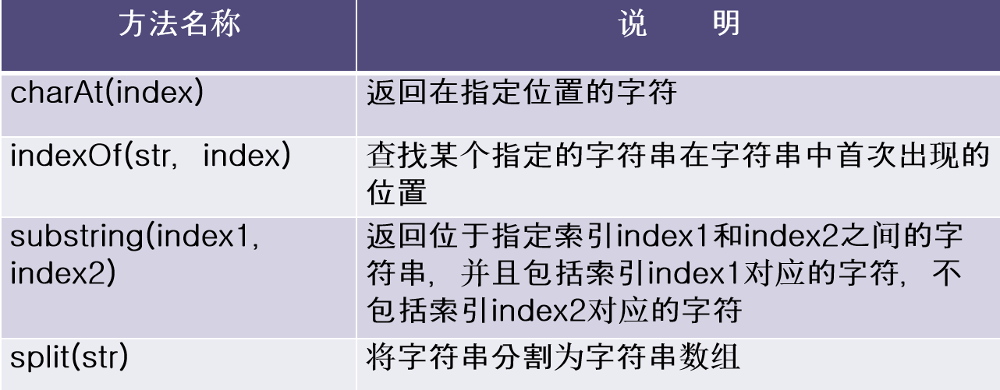 方法名称
说　　明
charAt(index)
返回在指定位置的字符
indexOf(str，index)
查找某个指定的字符串在字符串中首次出现的
位置
substring(index1，
index2)
返回位于指定索引index1和index2之间的字
符串，并且包括索引index1对应的字符，不
包括索引index2对应的字符
split(str)
将字符串分割为字符串数组